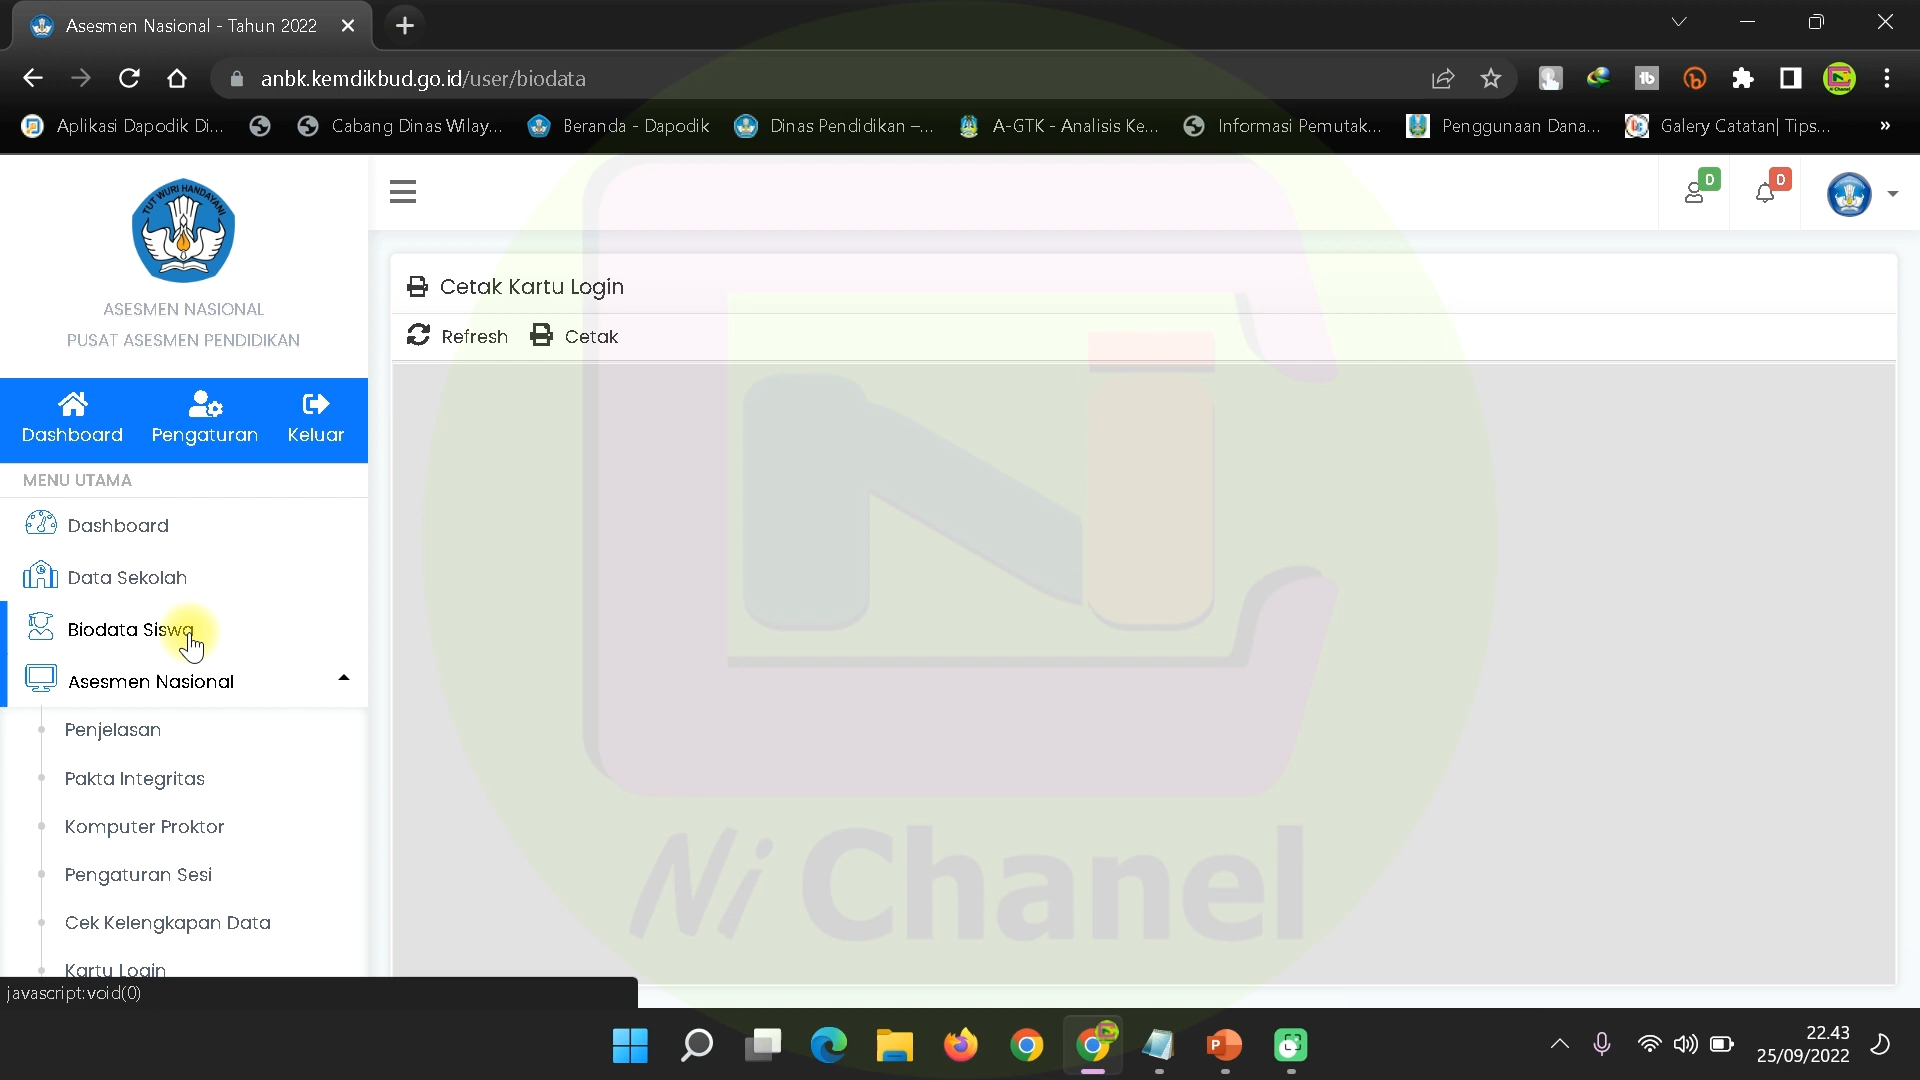 Asesmen Nasional - Tahun 2022
anbk.kemdikbud.go.id/user/biodata
Aplikasi Dapodik Di...
Cabang Dinas Wilay...
Beranda - Dapodik
Dinas Pendidikan –...
A-GTK - Analisis Ke...
Informasi Pemutak...
Penggunaan Dana...
Galery Catatan| Tips...
»
TUT WURI HANDAYANI
0
0
ASESMEN NASIONAL
PUSAT ASESMEN PENDIDIKAN
Cetak Kartu Login
Refresh
Cetak
Dashboard
Pengaturan
Keluar
MENU UTAMA
Dashboard
Data Sekolah
Biodata Siswa
Asesmen Nasional
Penjelasan
Pakta Integritas
Komputer Proktor
Pengaturan Sesi
Cek Kelengkapan Data
Kartu Login
javascript:void(0)
Ni Chanel
22.43
25/09/2022